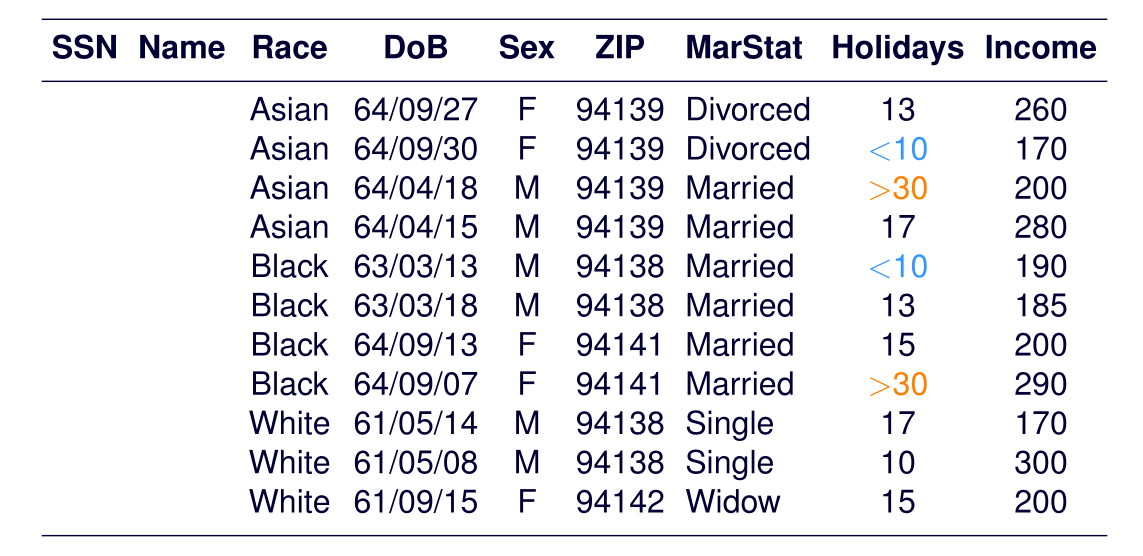 SSN Name Race DoB Sex ZIP MarStat Holidays Income
Asian 64/09/27 F 94139 Divorced 13 260
Asian 64/09/30 F 94139 Divorced <10 170
Asian 64/04/18 M 94139 Married >30 200
Asian 64/04/15 M 94139 Married 17 280
Black 63/03/13 M 94138 Married <10 190
Black 63/03/18 M 94138 Married 13 185
Black 64/09/13 F 94141 Married 15 200
Black 64/09/07 F 94141 Married >30 290
White 61/05/14 M 94138 Single 17 170
White 61/05/08 M 94138 Single 10 300
White 61/09/15 F 94142 Widow 15 200